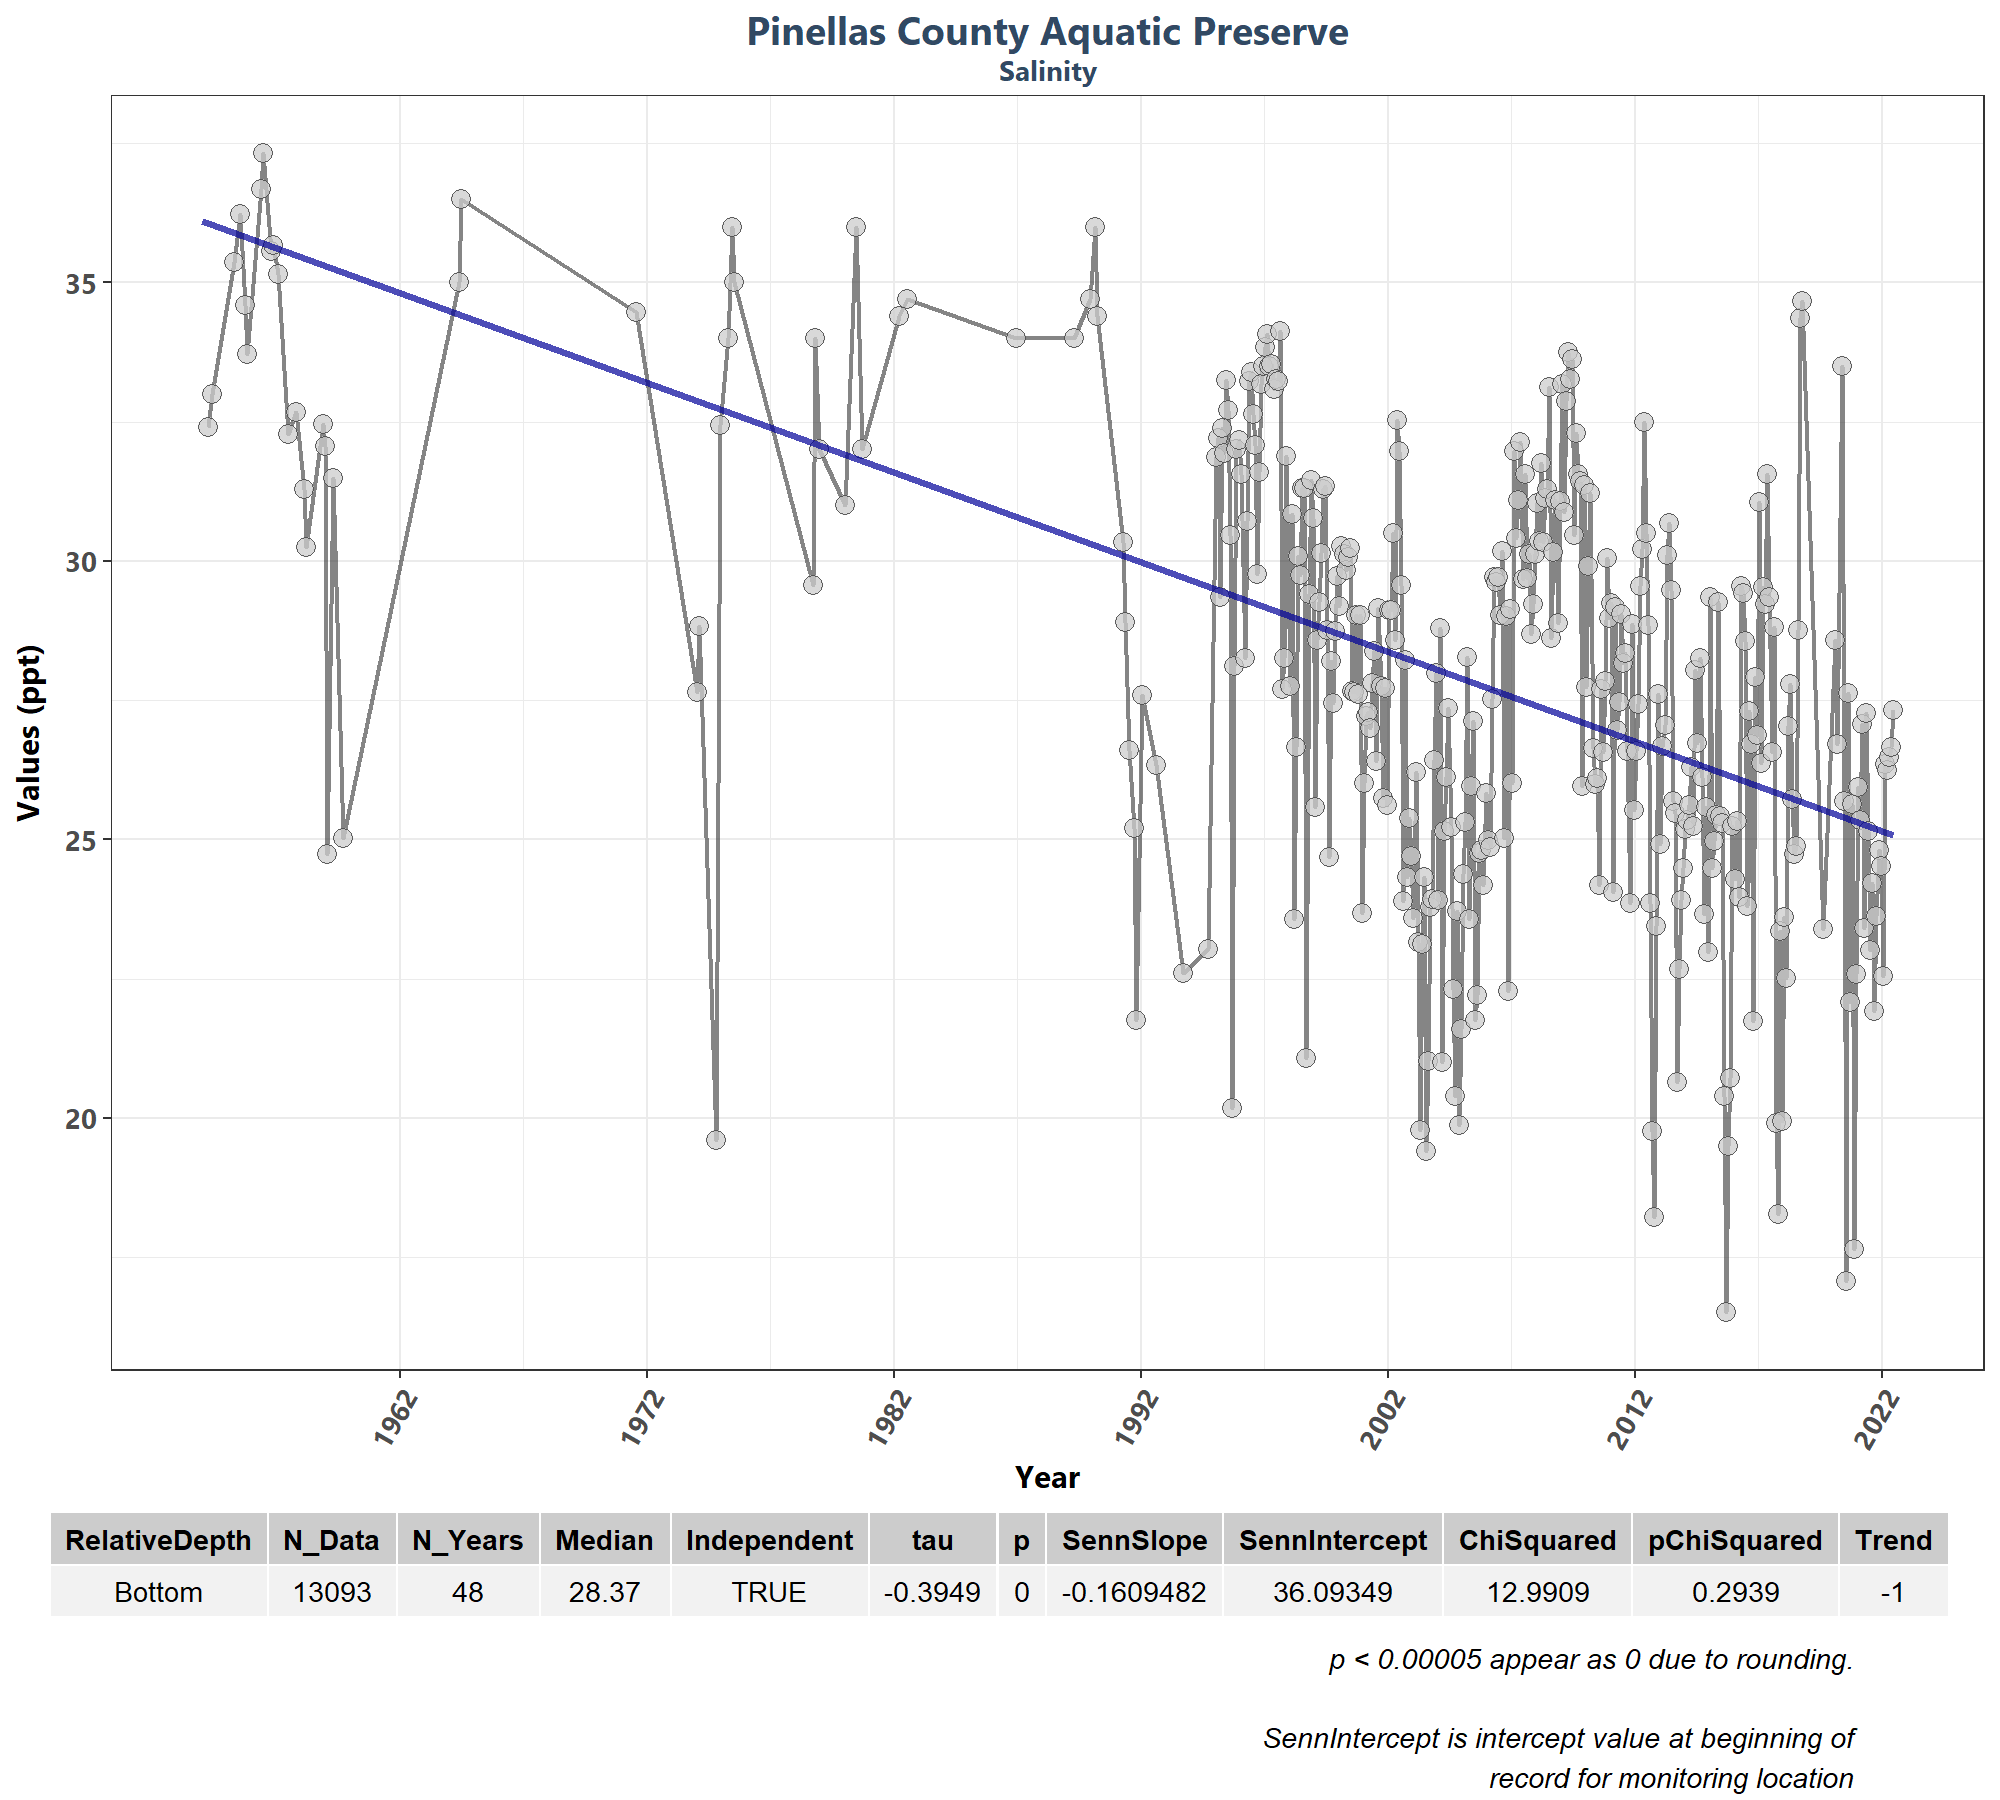 Pinellas County Aquatic Preserve
Salinity
Values (ppt)
35
30
25
20
1962
1972
1982
1992
2002
2012
2022
Year
RelativeDepth N_Data N_Years Median Independent tau p SennSlope SennIntercept ChiSquared pChiSquared Trend
Bottom 13093 48 28.37 TRUE -0.3949 0 -0.1609482 36.09349 12.9909 0.2939 -1
p < 0.00005 appear as 0 due to rounding.
SennIntercept is intercept value at beginning of
record for monitoring location